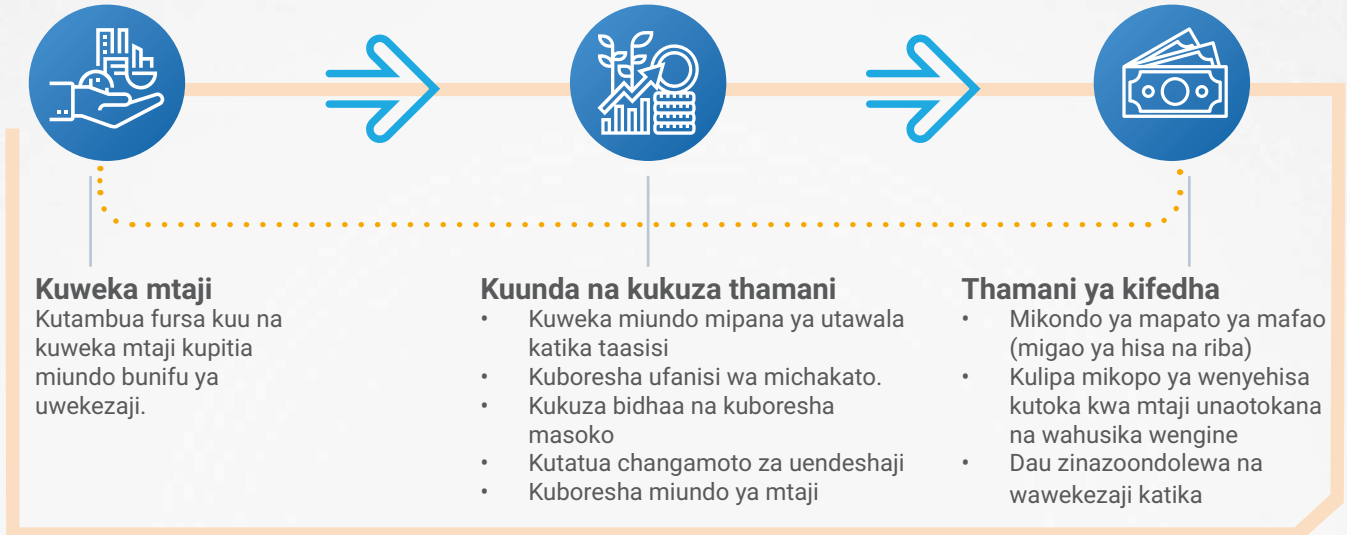 Kuweka mtaji
Kutambua fursa kuu na
kuweka mtaji kupitia
miundo bunifu ya
uwekezaji.
Kuunda na kukuza thamani
• Kuweka miundo mipana ya utawala
katika taasisi
• Kuboresha ufanisi wa michakato.
• Kukuza bidhaa na kuboresha
masoko
• Kutatua changamoto za uendeshaji
• Kuboresha miundo ya mtaji
Thamani ya kifedha
• Mikondo ya mapato ya mafao
(migao ya hisa na riba)
• Kulipa mikopo ya wenyehisa
kutoka kwa mtaji unaotokana
na wahusika wengine
• Dau zinazoondolewa na
wawekezaji katika